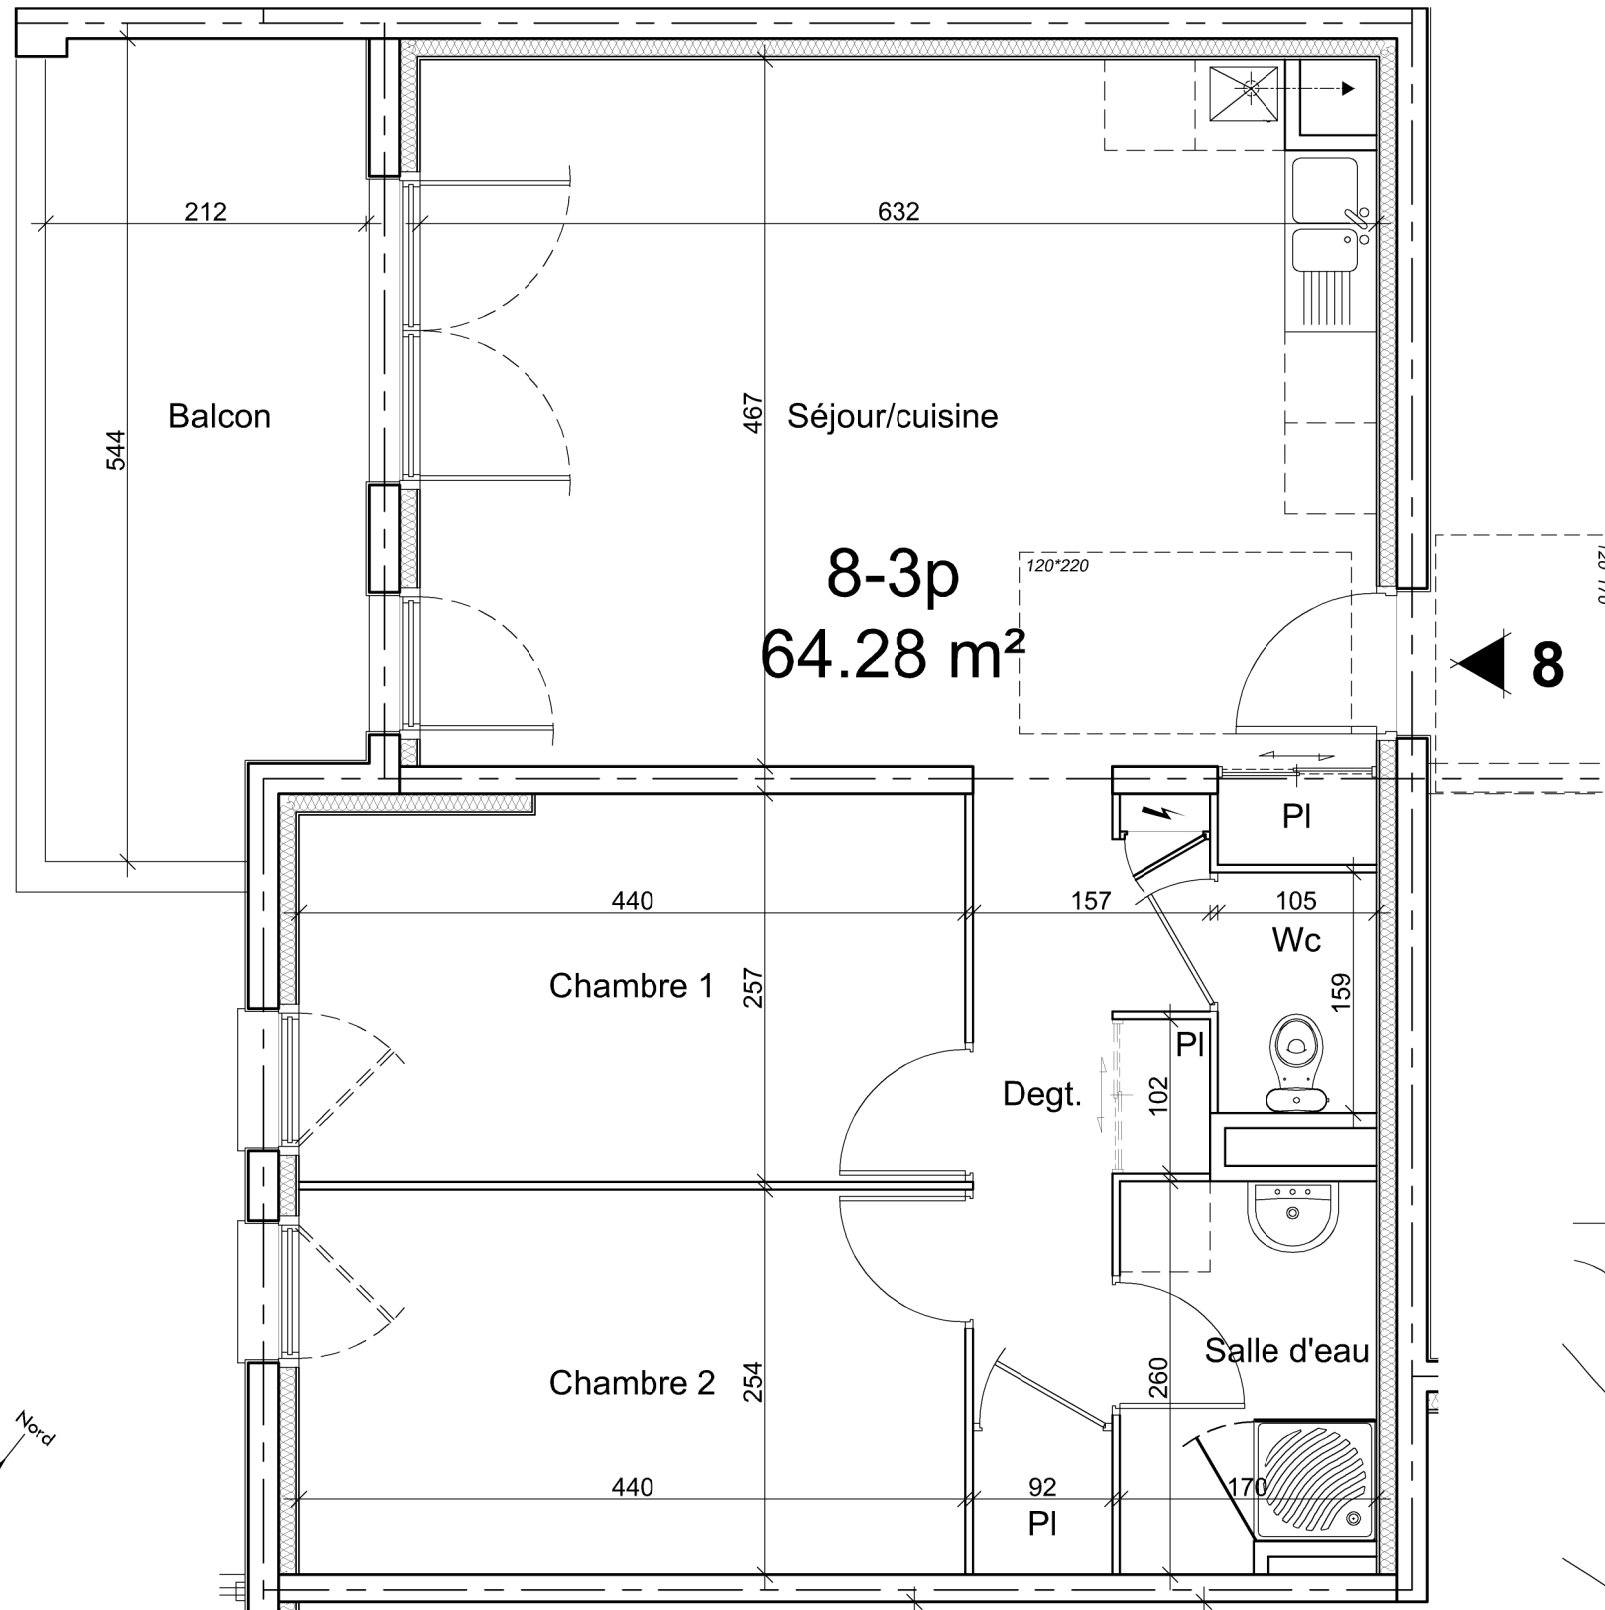 212
632
544
Balcon
467
Séjour/cuisine
8-3p
64.28 m²
120*220
8
Pl
440
157
105
Wc
Chambre 1
257
159
Pl
Degt.
102
Salle d'eau
Chambre 2
254
260
Nord
440
92
170
Pl